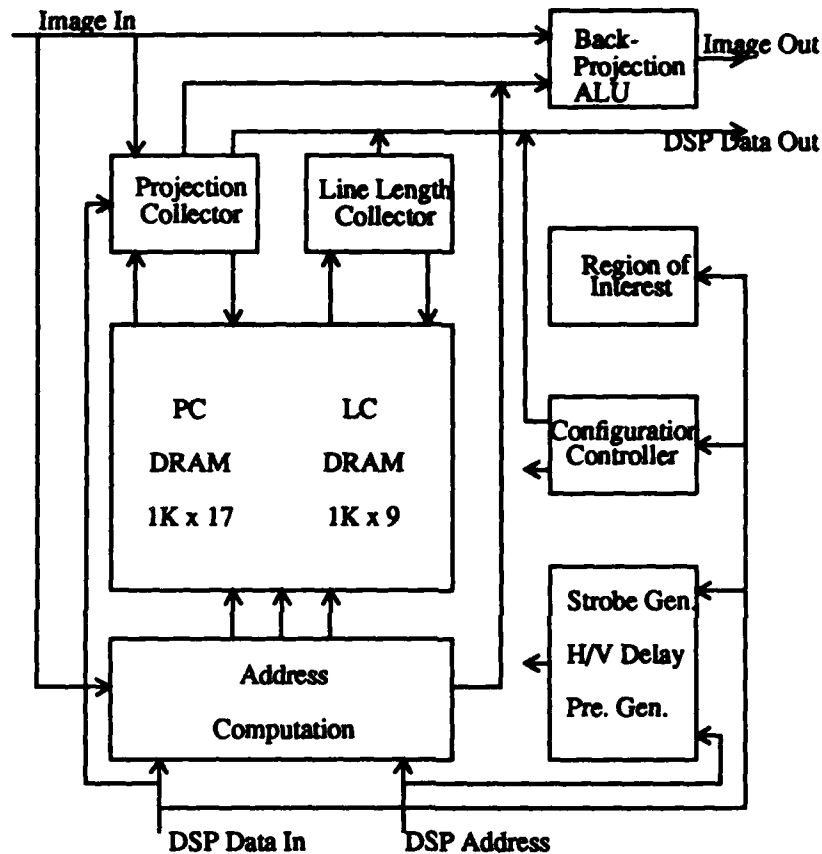 Image In
Back-
Projection
ALU
Image Out
DSP Data Out
Projection
Collector
Line Length
Collector
Region of
Interest
PC
DRAM
1K x 17
LC
DRAM
1K x 9
Configuration
Controller
Strobe Gen.
H/V Delay
Pre. Gen.
Address
Computation
DSP Data In
DSP Address